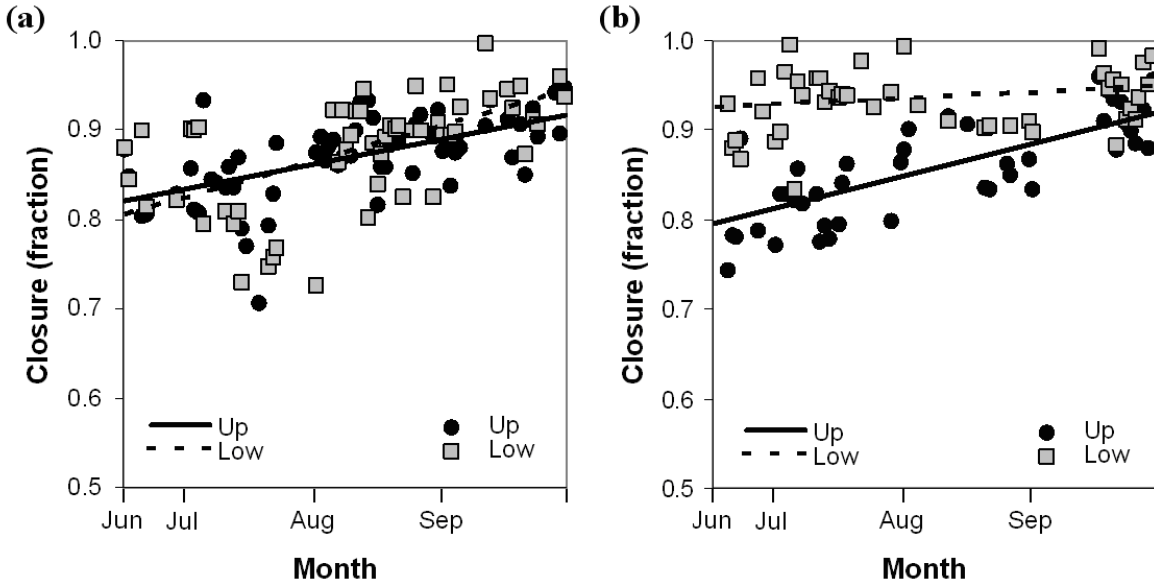 (a)
Closure (fraction)
1.0
0.9
0.8
0.7
0.6
0.5
Up
Low
Up
Low
Jun
Jul
Aug
Sep
Month
(b)
Closure (fraction)
1.0
0.9
0.8
0.7
0.6
0.5
Up
Low
Up
Low
Jun
Jul
Aug
Sep
Month